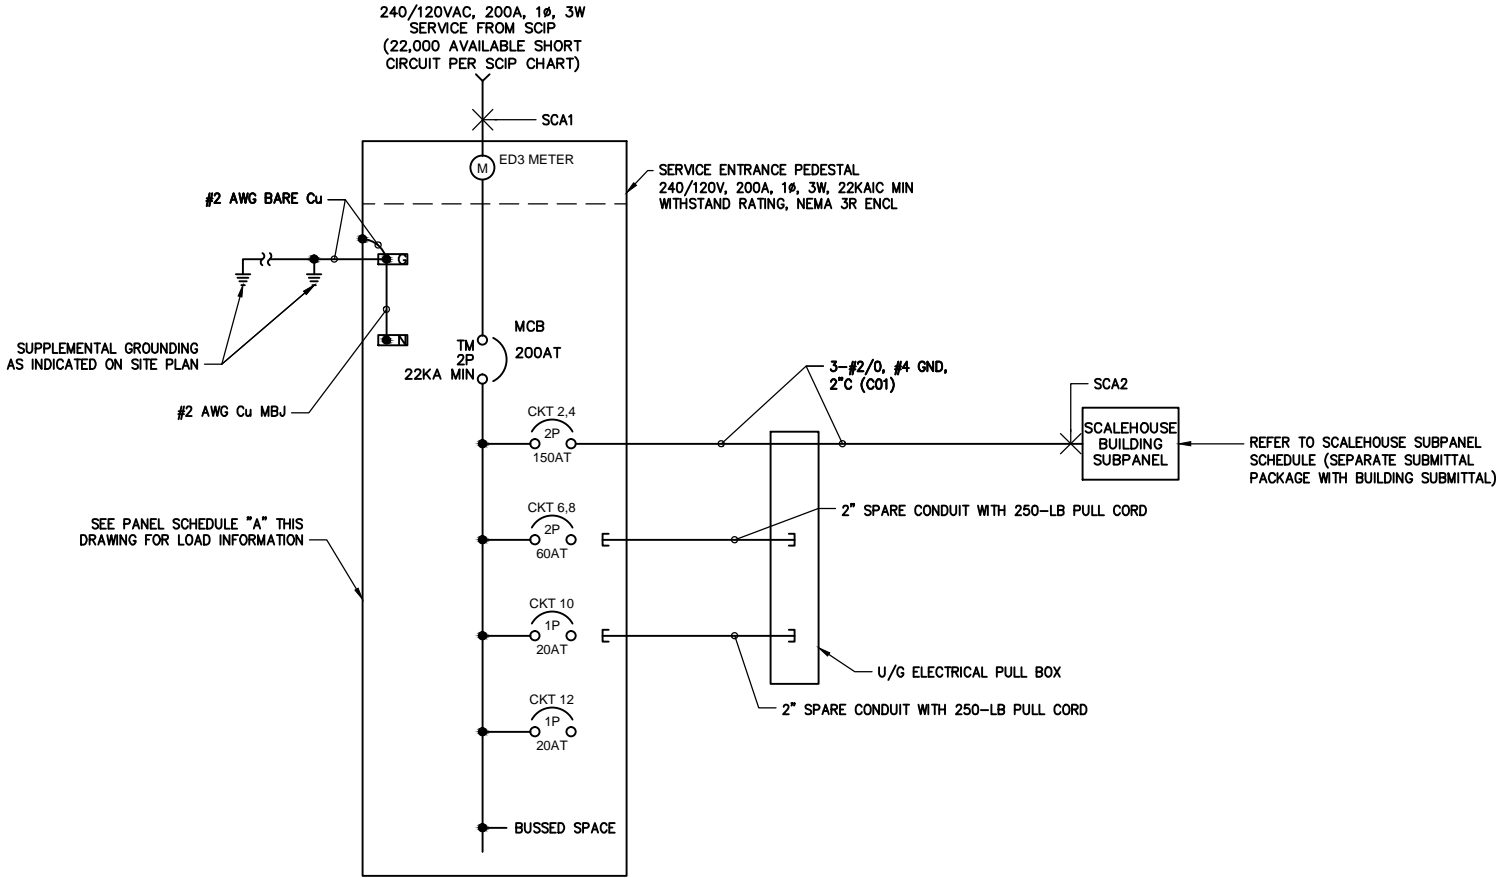 240/120VAC, 200A, 1ø, 3W
SERVICE FROM SCIP
(22,000 AVAILABLE SHORT
CIRCUIT PER SCIP CHART)
SCA1
M
ED3 METER
SERVICE ENTRANCE PEDESTAL
240/120V, 200A, 1ø, 3W, 22KAIC MIN
WITHSTAND RATING, NEMA 3R ENCL
#2 AWG BARE Cu
G
N
SUPPLEMENTAL GROUNDING
AS INDICATED ON SITE PLAN
#2 AWG Cu MBJ
MCB
200AT
TM
2P
22KA MIN
3-#2/0, #4 GND,
2"C (C01)
SCA2
CKT 2,4
2P
150AT
SCALEHOUSE
BUILDING
SUBPANEL
REFER TO SCALEHOUSE SUBPANEL
SCHEDULE (SEPARATE SUBMITTAL
PACKAGE WITH BUILDING SUBMITTAL)
SEE PANEL SCHEDULE "A" THIS
DRAWING FOR LOAD INFORMATION
CKT 6,8
2P
60AT
2" SPARE CONDUIT WITH 250-LB PULL CORD
CKT 10
1P
20AT
U/G ELECTRICAL PULL BOX
2" SPARE CONDUIT WITH 250-LB PULL CORD
CKT 12
1P
20AT
BUSSED SPACE